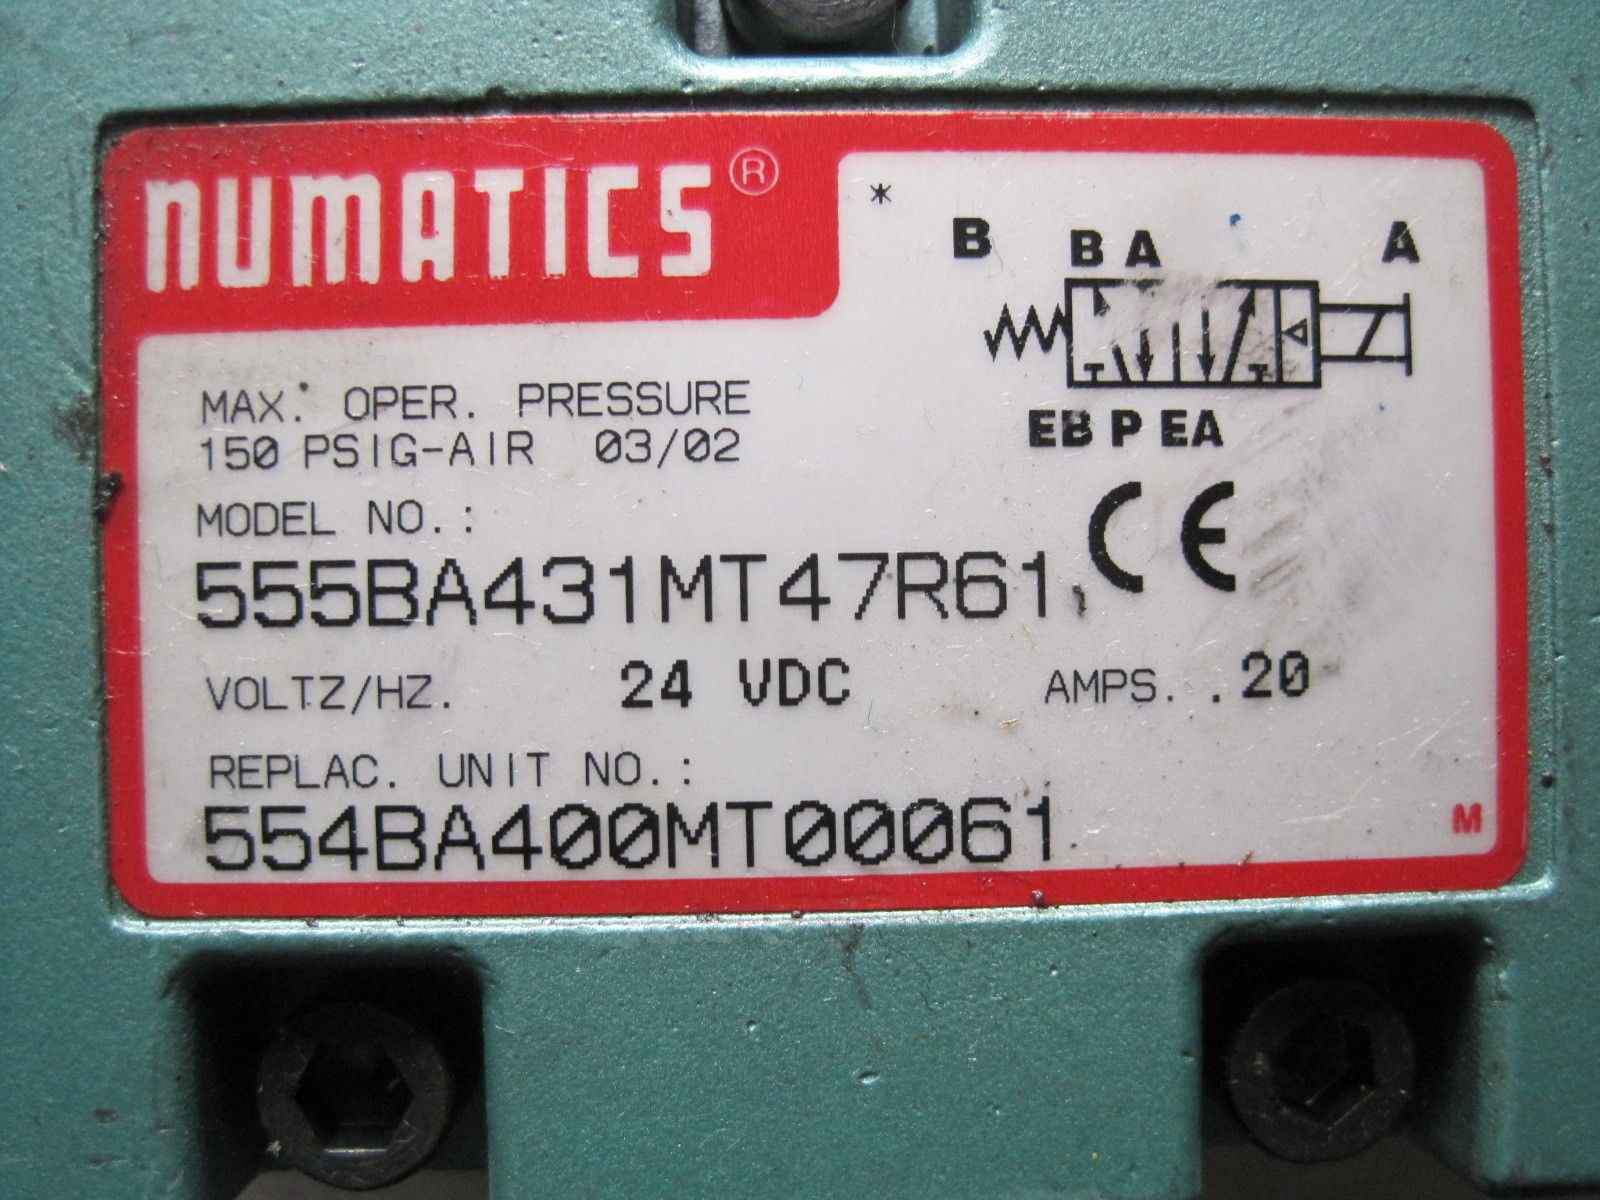 NUMATICS®
*
B B A A
EB P EA
MAX. OPER. PRESSURE
150 PSIG-AIR 03/02
MODEL NO.:
555BA431MT47R61
CE
VOLTZ/HZ. 24 VDC AMPS. .20
REPLAC. UNIT NO.:
554BA400MT00061
M